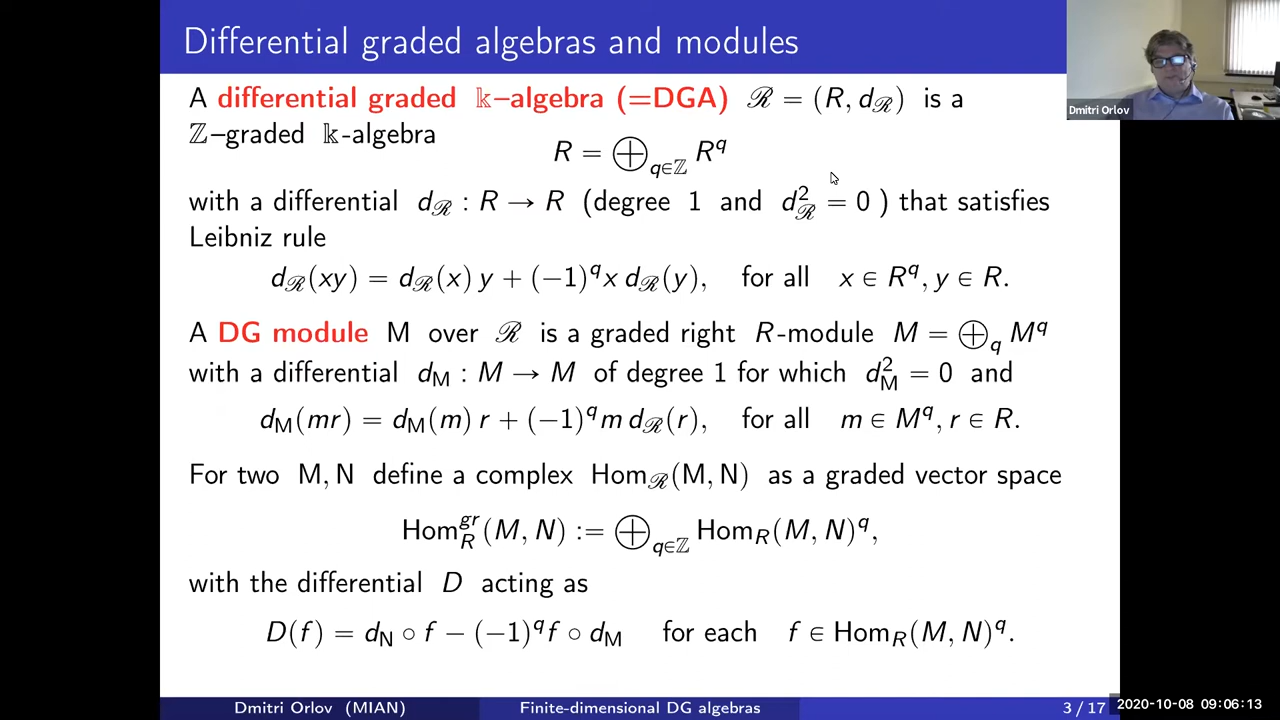 Differential graded algebras and modules
A differential graded 𝕜–algebra (=DGA) ℛ = (R, d_ℛ) is a
ℤ–graded 𝕜-algebra
R = ⨁_{q∈ℤ} R^q
with a differential d_ℛ : R → R (degree 1 and d_ℛ^2 = 0 ) that satisfies
Leibniz rule
d_ℛ(xy) = d_ℛ(x) y + (−1)^q x d_ℛ(y), for all x ∈ R^q, y ∈ R.
A DG module M over ℛ is a graded right R-module M = ⨁_q M^q
with a differential d_M : M → M of degree 1 for which d_M^2 = 0 and
d_M(mr) = d_M(m) r + (−1)^q m d_ℛ(r), for all m ∈ M^q, r ∈ R.
For two M, N define a complex Hom_ℛ(M, N) as a graded vector space
Hom_R^{gr}(M, N) := ⨁_{q∈ℤ} Hom_R(M, N)^q,
with the differential D acting as
D(f) = d_N ∘ f − (−1)^q f ∘ d_M for each f ∈ Hom_R(M, N)^q.
Dmitri Orlov (MIAN) Finite-dimensional DG algebras 3 / 17
Dmitri Orlov
2020-10-08 09:06:13